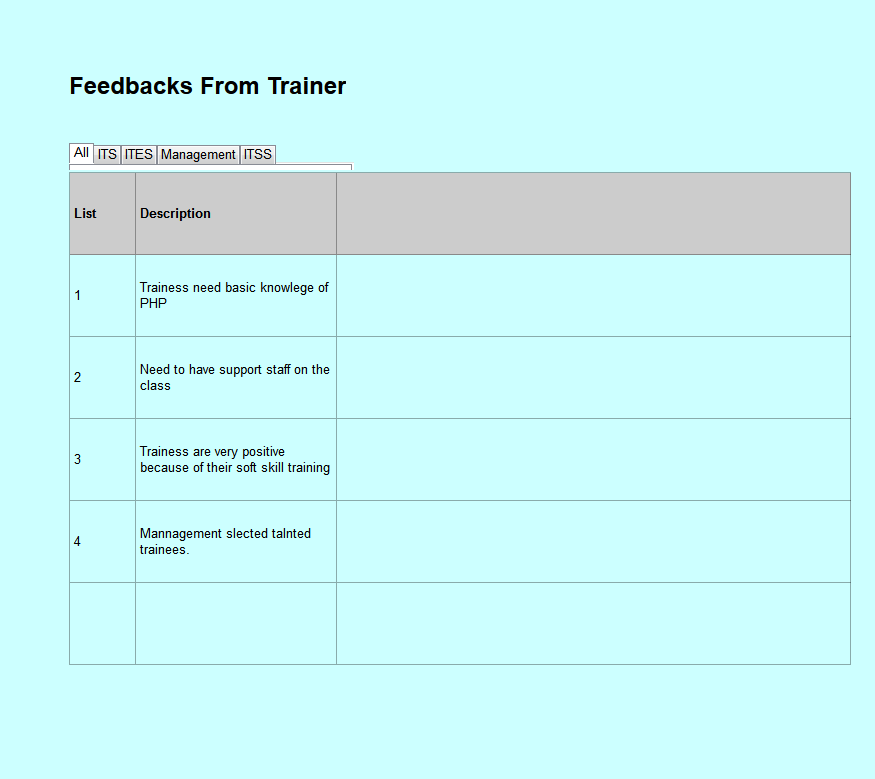 Feedbacks From Trainer
All ITS ITES Management ITSS
List Description
1 Trainess need basic knowlege of
PHP
2 Need to have support staff on the
class
3 Trainess are very positive
because of their soft skill training
4 Mannagement slected talnted
trainees.